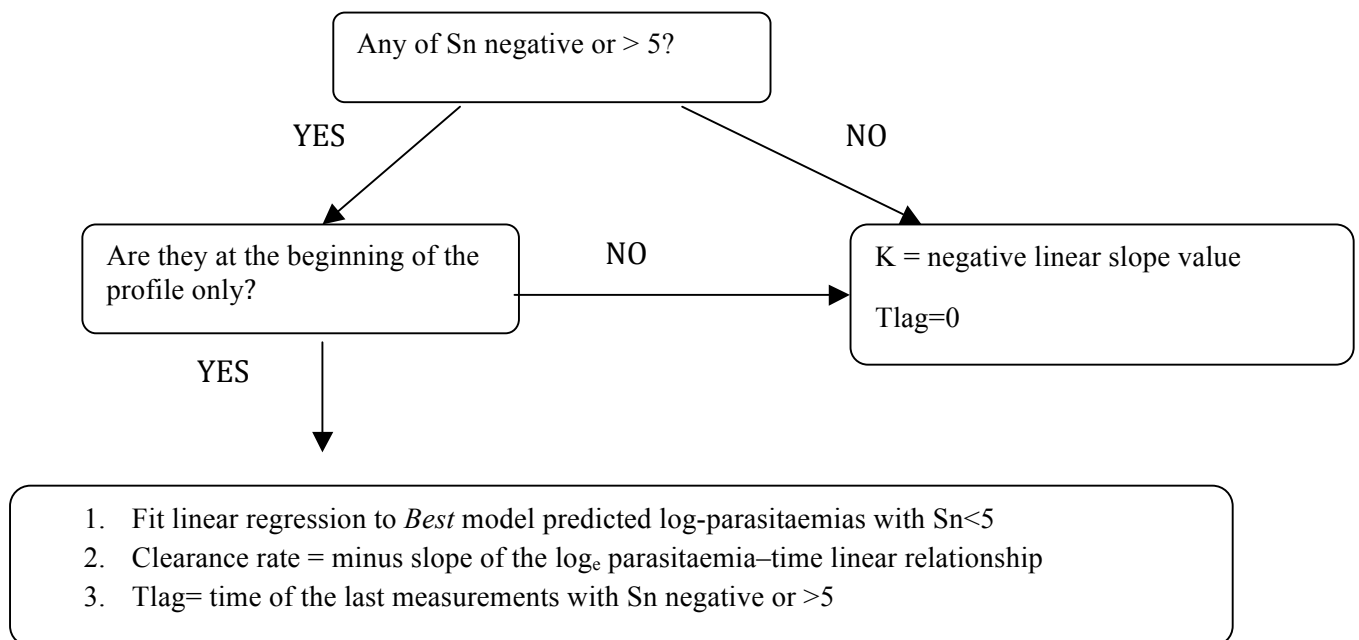 Any of Sn negative or > 5?
YES
NO
Are they at the beginning of the
profile only?
NO
K = negative linear slope value
Tlag=0
YES
1. Fit linear regression to Best model predicted log-parasitaemias with Sn<5
2. Clearance rate = minus slope of the logₑ parasitaemia–time linear relationship
3. Tlag= time of the last measurements with Sn negative or >5